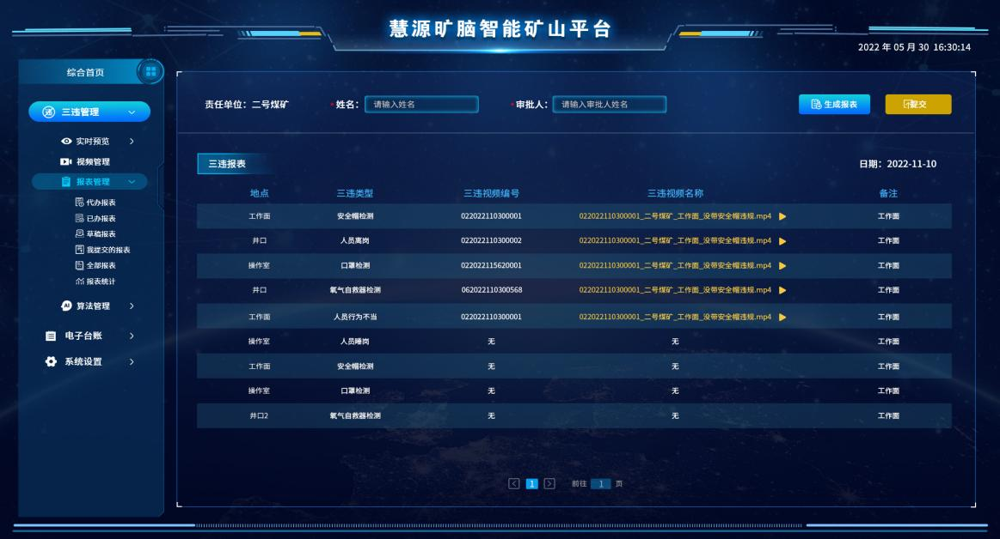 慧源旷脑智能矿山平台
2022 年 05 月 30 16:30:14
综合首页
违 三违管理
实时预览
视频管理
报表管理
代办报表
已办报表
草稿报表
我提交的报表
全部报表
报表统计
AI 算法管理
电子台账
系统设置
责任单位：二号煤矿 *姓名： 请输入姓名 *审批人： 请输入审批人姓名 生成报表 提交
三违报表 日期：2022-11-10
地点 三违类型 三违视频编号 三违视频名称 备注
工作面 安全帽检测 022022110300001 022022110300001_二号煤矿_工作面_没带安全帽违规.mp4 工作面
井口 人员离岗 022022110300002 022022110300001_二号煤矿_工作面_没带安全帽违规.mp4 工作面
操作室 口罩检测 022022115620001 022022110300001_二号煤矿_工作面_没带安全帽违规.mp4 工作面
井口 氧气自救器检测 062022110300568 022022110300001_二号煤矿_工作面_没带安全帽违规.mp4 工作面
工作面 人员行为不当 022022110300001 022022110300001_二号煤矿_工作面_没带安全帽违规.mp4 工作面
操作室 人员睡岗 无 无 工作面
工作面 安全帽检测 无 无 工作面
操作室 口罩检测 无 无 工作面
井口2 氧气自救器检测 无 无 工作面
< 1 > 前往 1 页